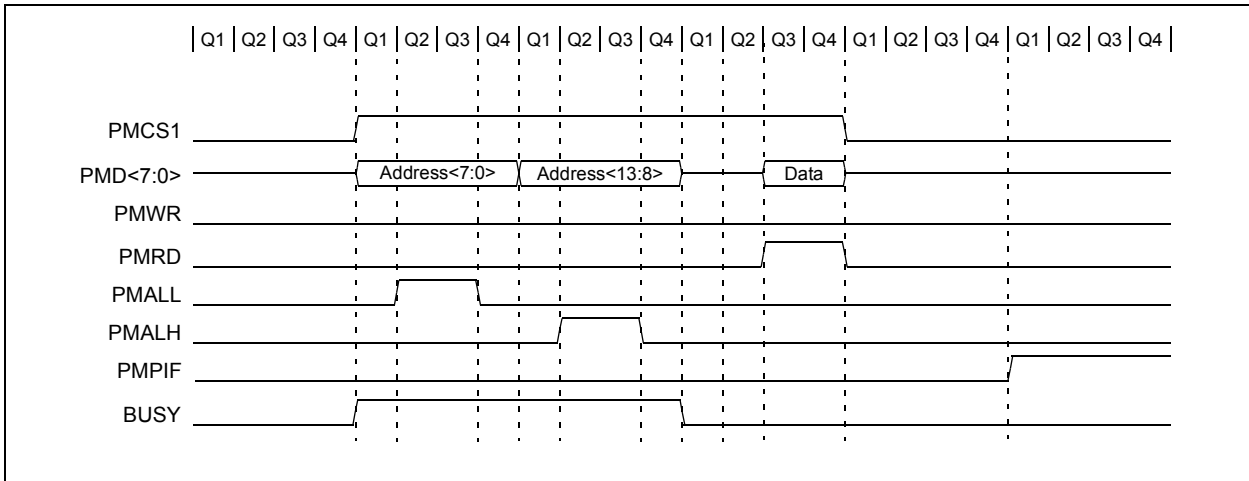 Q1 Q2 Q3 Q4 Q1 Q2 Q3 Q4 Q1 Q2 Q3 Q4 Q1 Q2 Q3 Q4 Q1 Q2 Q3 Q4 Q1 Q2 Q3 Q4
PMCS1
PMD<7:0> Address<7:0> Address<13:8> Data
PMWR
PMRD
PMALL
PMALH
PMPIF
BUSY